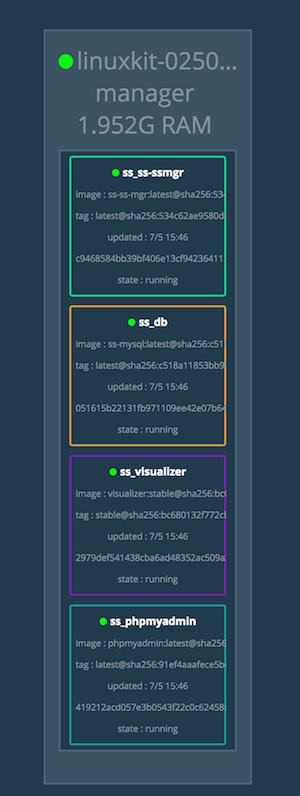 linuxkit-0250...
manager
1.952G RAM
ss_ss-ssmgr
image : ss-ss-mgr:latest@sha256:534
tag : latest@sha256:534c62ae9580d
updated : 7/5 15:46
c9468584bb39bf406e13cf94236411
state : running
ss_db
image : ss-mysql:latest@sha256:c51
tag : latest@sha256:c518a11853bb9
updated : 7/5 15:46
051615b22131fb971109ee42e07b64
state : running
ss_visualizer
image : visualizer:stable@sha256:bc6
tag : stable@sha256:bc680132f772cb
updated : 7/5 15:46
2979def541438cba6ad48352ac509a
state : running
ss_phpmyadmin
image : phpmyadmin:latest@sha256
tag : latest@sha256:91ef4aaafece5b
updated : 7/5 15:46
419212acd057e3b0543f22c0c62458
state : running